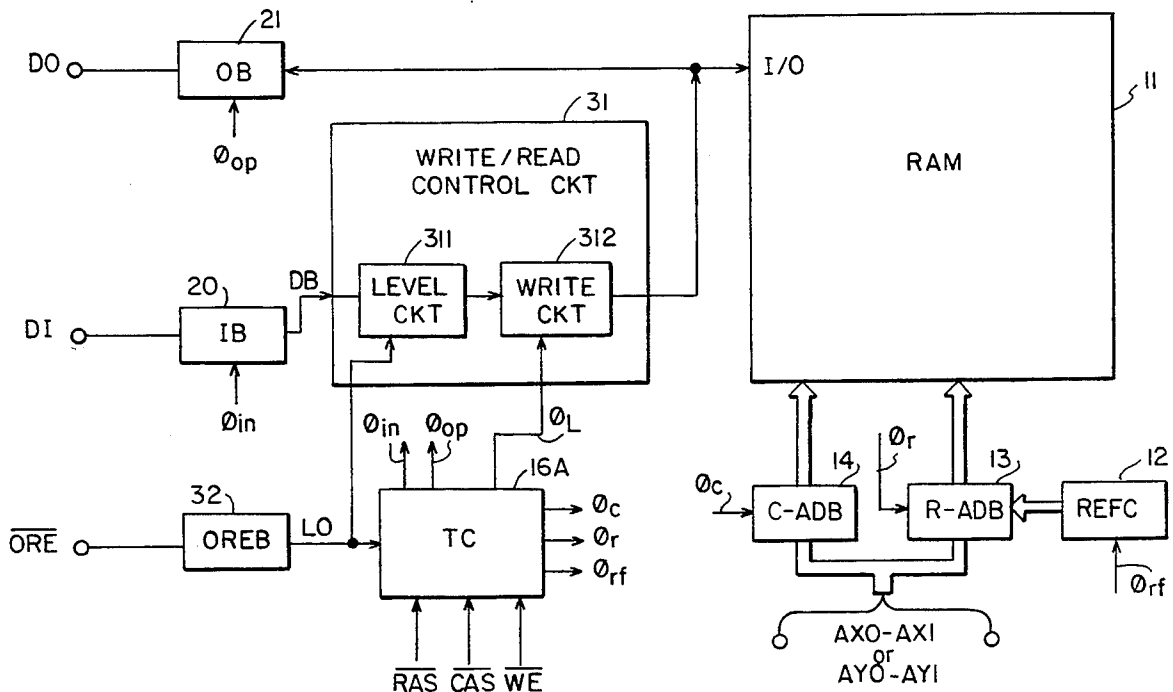 21
DO
OB
I/O
11
Øop
31
WRITE/READ
CONTROL CKT
RAM
311
312
DB
LEVEL
CKT
WRITE
CKT
20
DI
IB
Øin
Øin
Øop
ØL
16A
Øc
Ør
14
13
12
C-ADB
R-ADB
REFC
32
ORE
OREB
LO
TC
Øc
Ør
Ørf
Ørf
RAS
CAS
WE
AXO-AXI
or
AYO-AYI